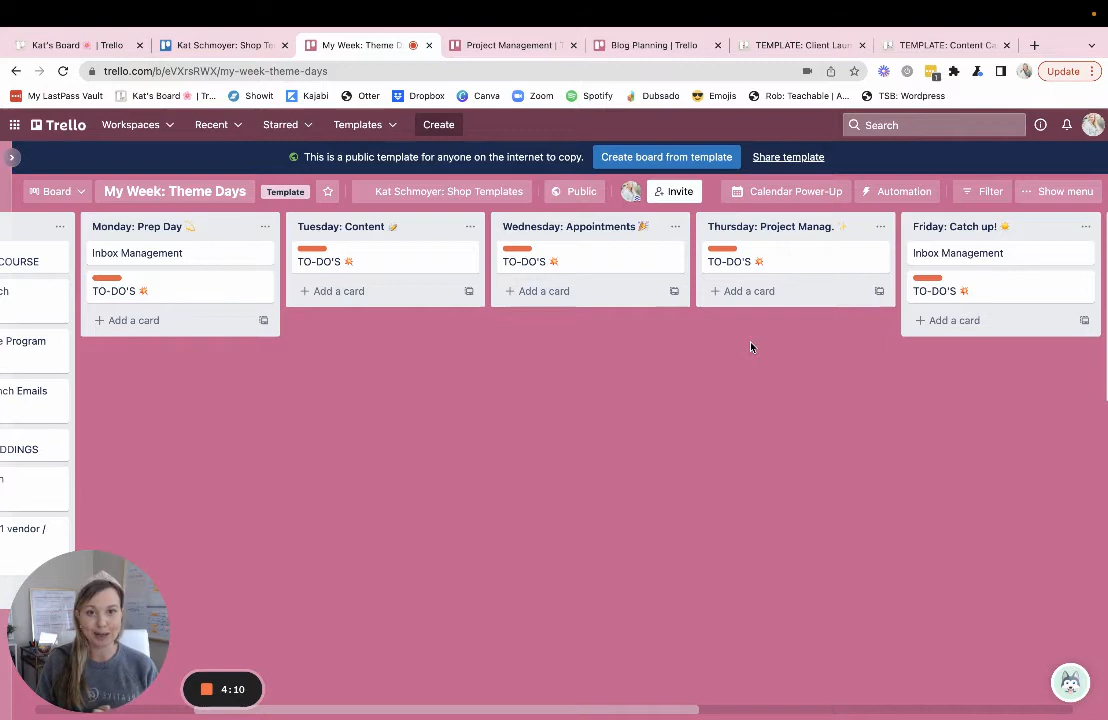 Kat's Board 🌸 | Trello
Kat Schmoyer: Shop Te
My Week: Theme D
Project Management | T
Blog Planning | Trello
TEMPLATE: Client Laun
TEMPLATE: Content Ca
trello.com/b/eVXrsRWX/my-week-theme-days
Update
My LastPass Vault
Kat's Board 🌸 | Tr...
Showit
Kajabi
Otter
Dropbox
Canva
Zoom
Spotify
Dubsado
Emojis
Rob: Teachable | A...
TSB: Wordpress
Trello
Workspaces
Recent
Starred
Templates
Create
Search
This is a public template for anyone on the internet to copy.
Create board from template
Share template
Board
My Week: Theme Days
Template
Kat Schmoyer: Shop Templates
Public
Invite
Calendar Power-Up
Automation
Filter
Show menu
OURSE
ch
e Program
nch Emails
DDINGS
n
1 vendor /
Monday: Prep Day 💫
Inbox Management
TO-DO'S 💥
+ Add a card
Tuesday: Content
TO-DO'S 💥
+ Add a card
Wednesday: Appointments 🎉
TO-DO'S 💥
+ Add a card
Thursday: Project Manag. ✨
TO-DO'S 💥
+ Add a card
Friday: Catch up! ☀️
Inbox Management
TO-DO'S 💥
+ Add a card
4:10